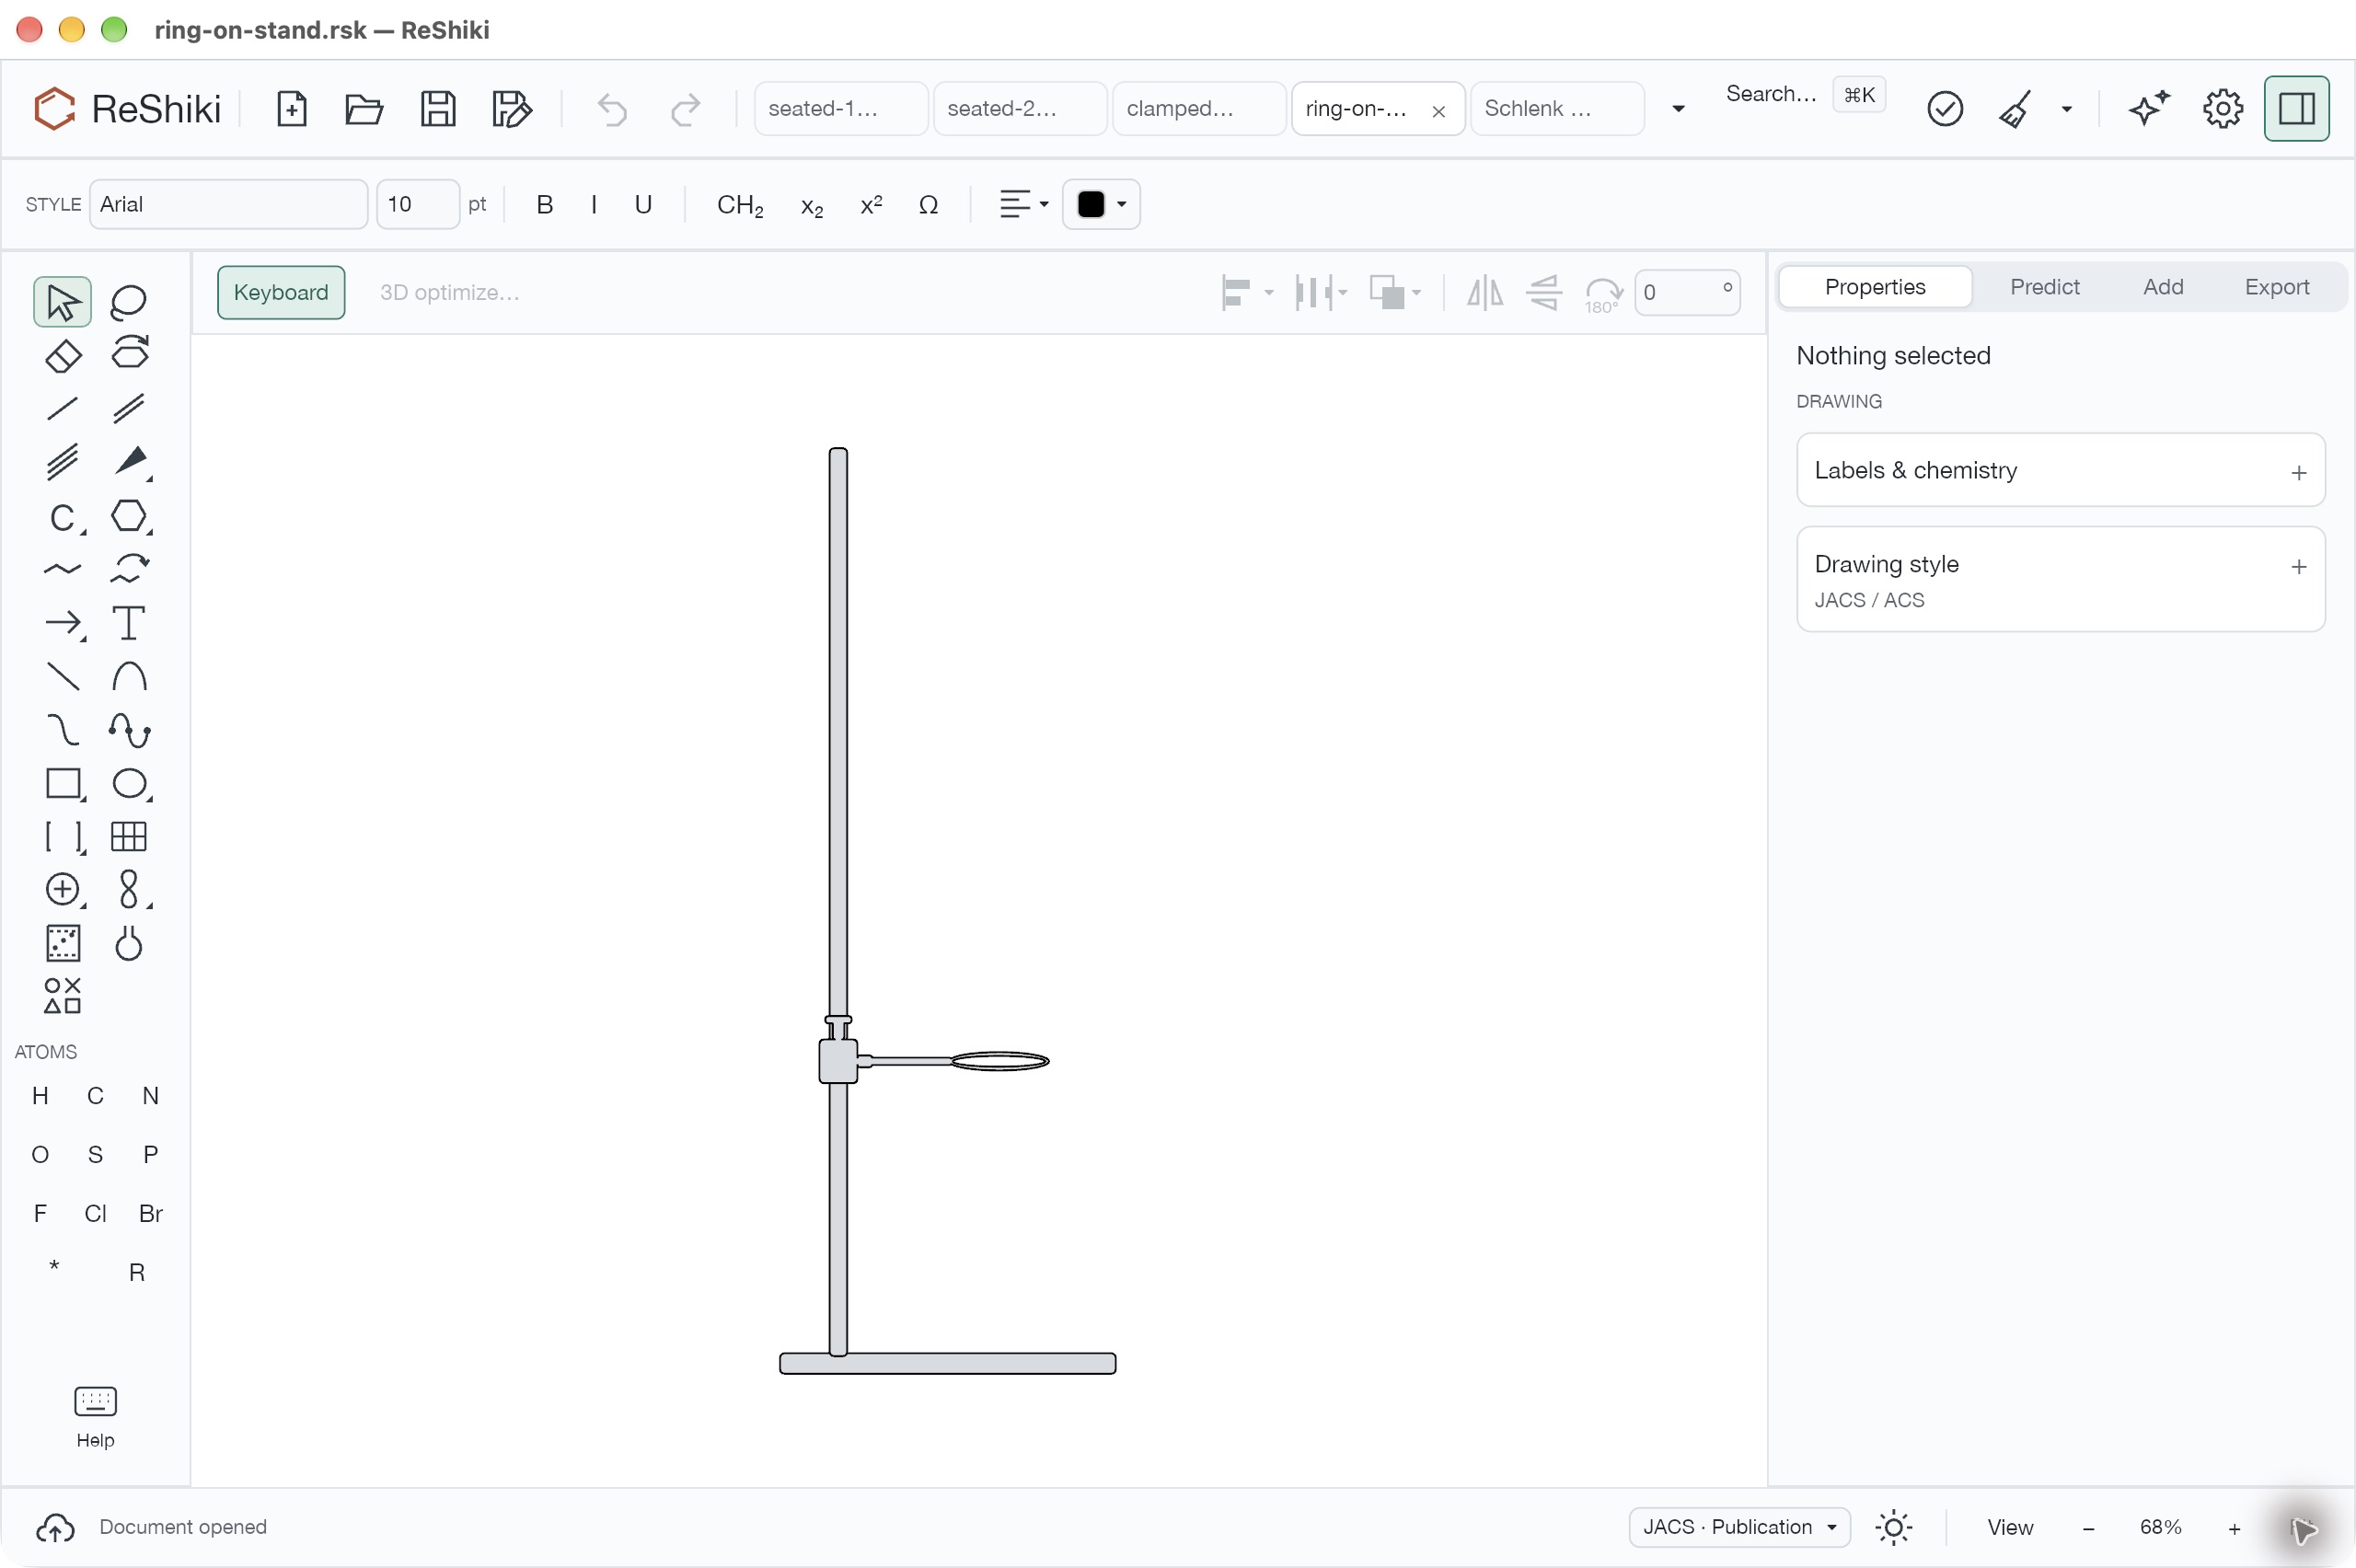 ring-on-stand.rsk — ReShiki
ReShiki
seated-1...
seated-2...
clamped...
ring-on-...
Schlenk ...
Search...
⌘K
STYLE
Arial
10
pt
B
I
U
CH₂
x₂
x²
Ω
Keyboard
3D optimize...
180°
0
°
Properties
Predict
Add
Export
Nothing selected
DRAWING
Labels & chemistry
Drawing style
JACS / ACS
C
T
ATOMS
H C N
O S P
F Cl Br
* R
Help
Document opened
JACS · Publication
View
68%